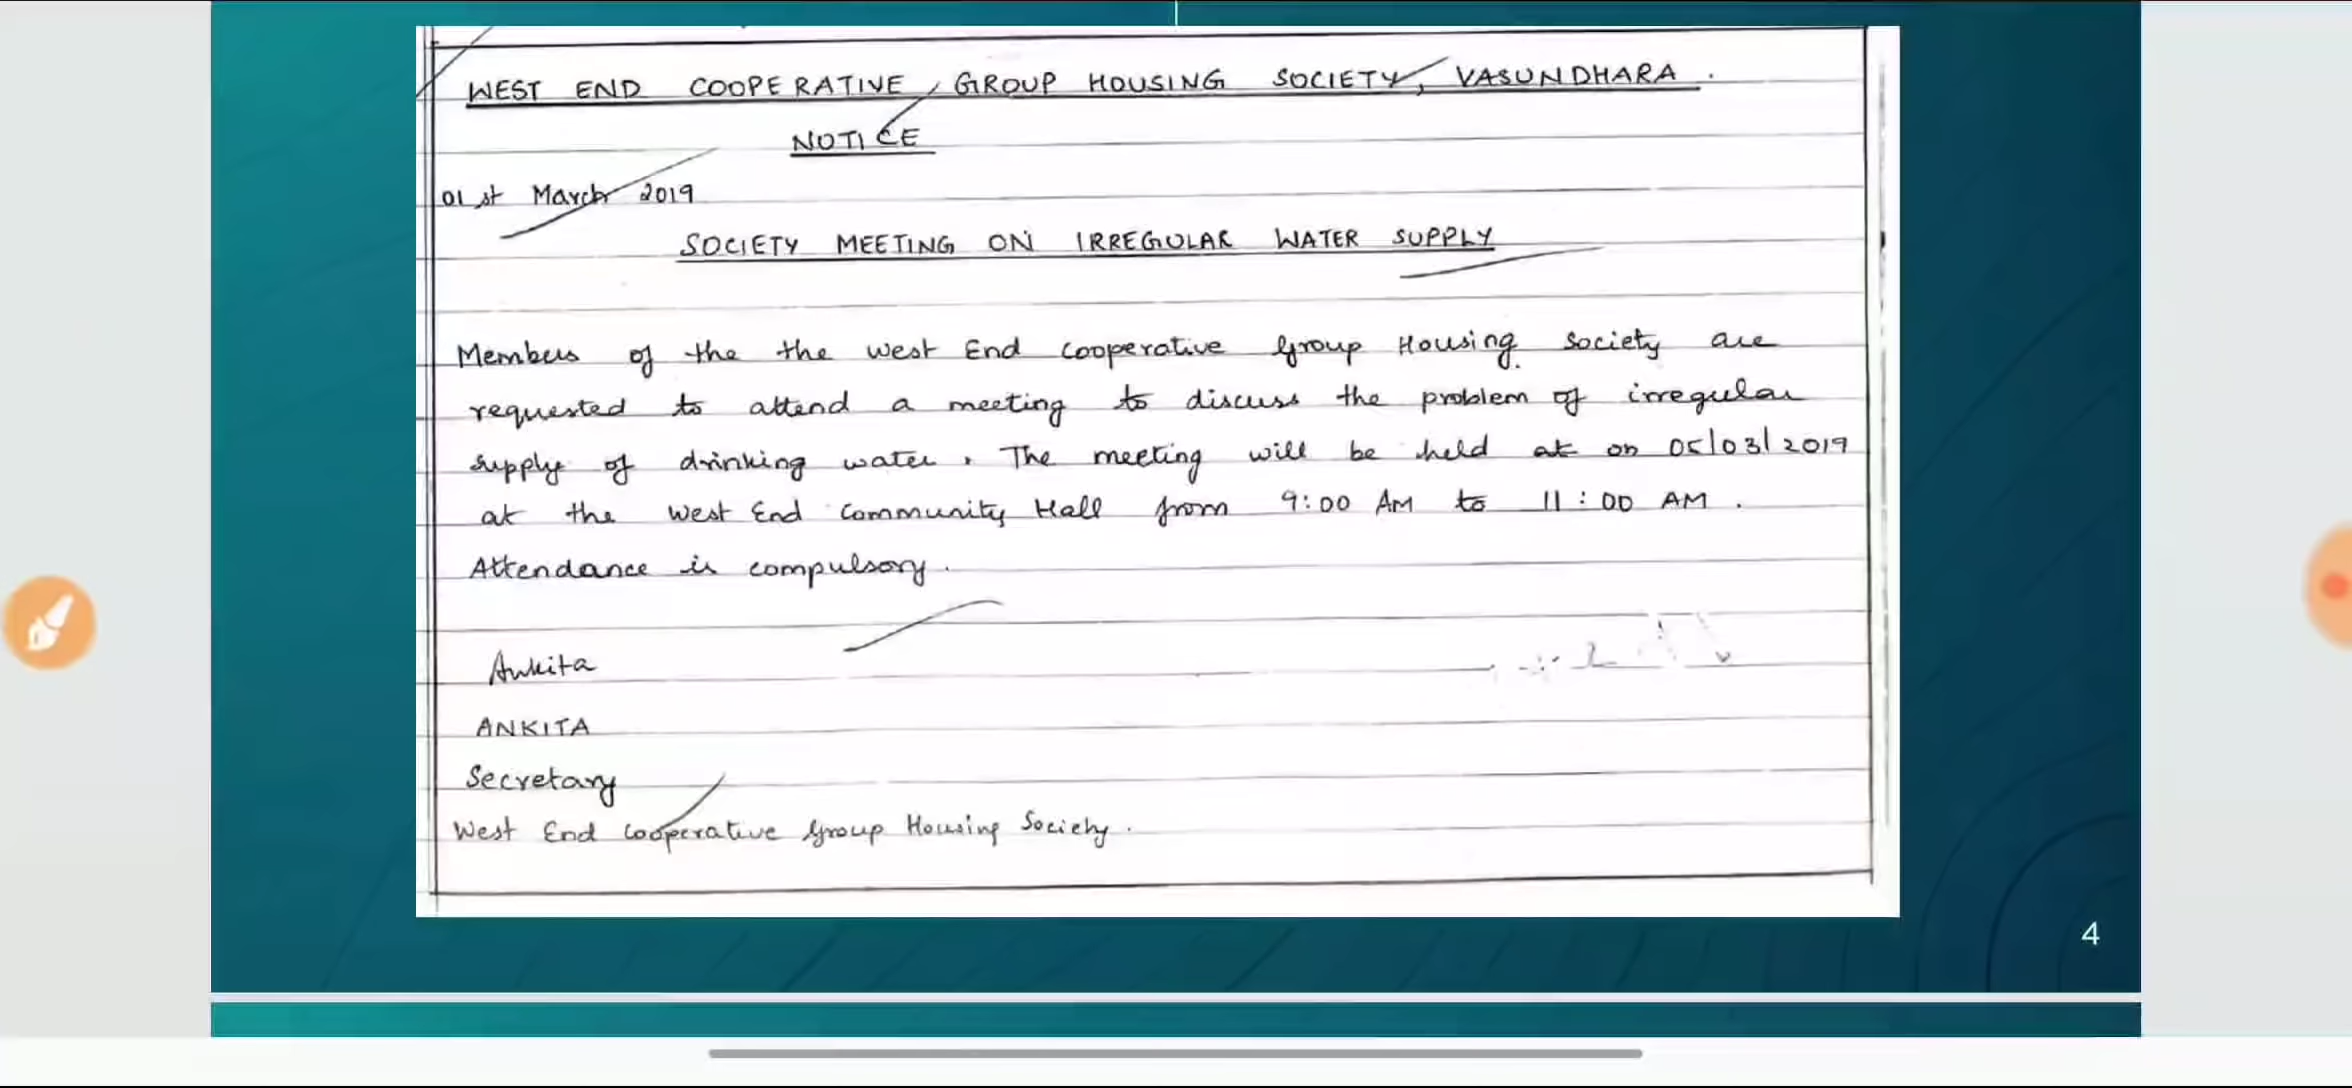 WEST END COOPERATIVE GROUP HOUSING SOCIETY, VASUNDHARA.
NOTICE
01st March 2019
SOCIETY MEETING ON IRREGULAR WATER SUPPLY
Members of the the West End Cooperative Group Housing Society are
requested to attend a meeting to discuss the problem of irregular
supply of drinking water. The meeting will be held at on 05/03/2019
at the West End Community Hall from 9:00 AM to 11:00 AM.
Attendance is compulsory.
Ankita
ANKITA
Secretary
West End Cooperative Group Housing Society.
4